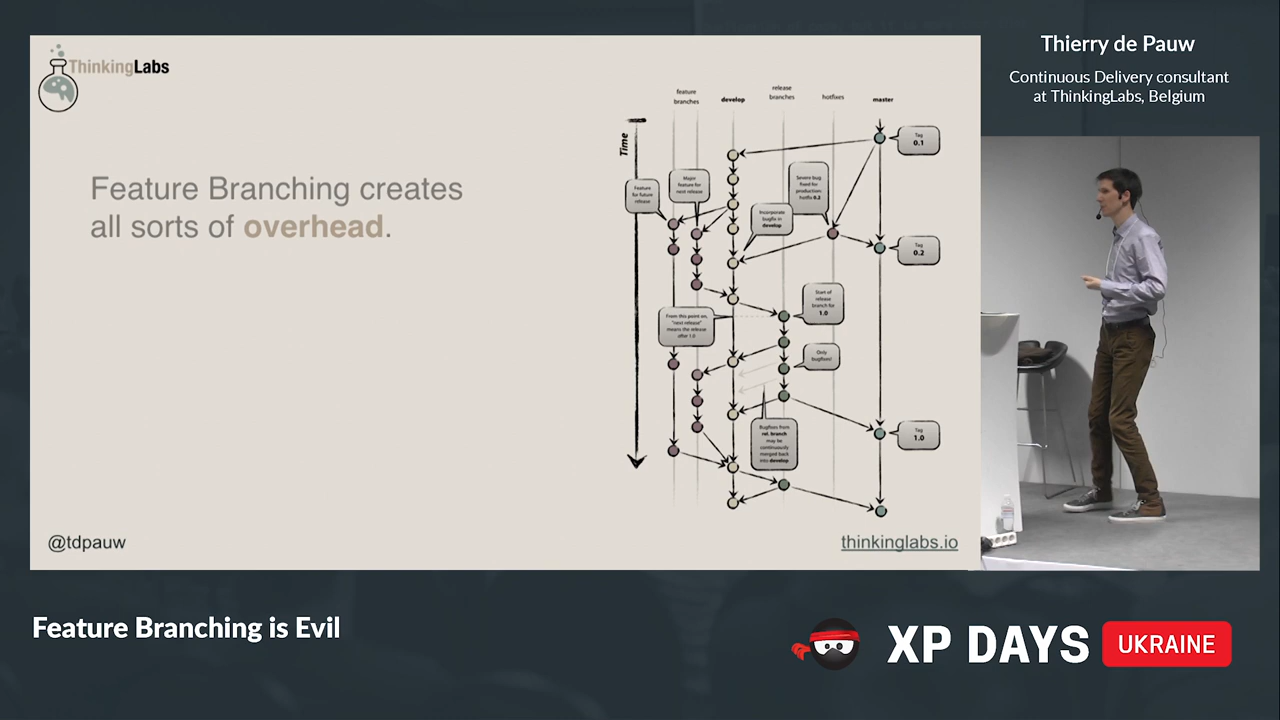 Thierry de Pauw
Continuous Delivery consultant
at ThinkingLabs, Belgium
ThinkingLabs
Feature Branching creates
all sorts of overhead.
feature
branches
develop
release
branches
hotfixes
master
Time
Tag
0.1
Feature
for future
release
Major
feature for
next release
Severe bug
fixed for
production:
hotfix 0.2
Incorporate
bugfix in
develop
Tag
0.2
Start of
release
branch for
1.0
From this point on,
"next release"
means the release
after 1.0
Only
bugfixes!
Bugfixes from
rel. branch
may be
continuously
merged back
into develop
Tag
1.0
@tdpauw
thinkinglabs.io
Feature Branching is Evil
XP DAYS
UKRAINE